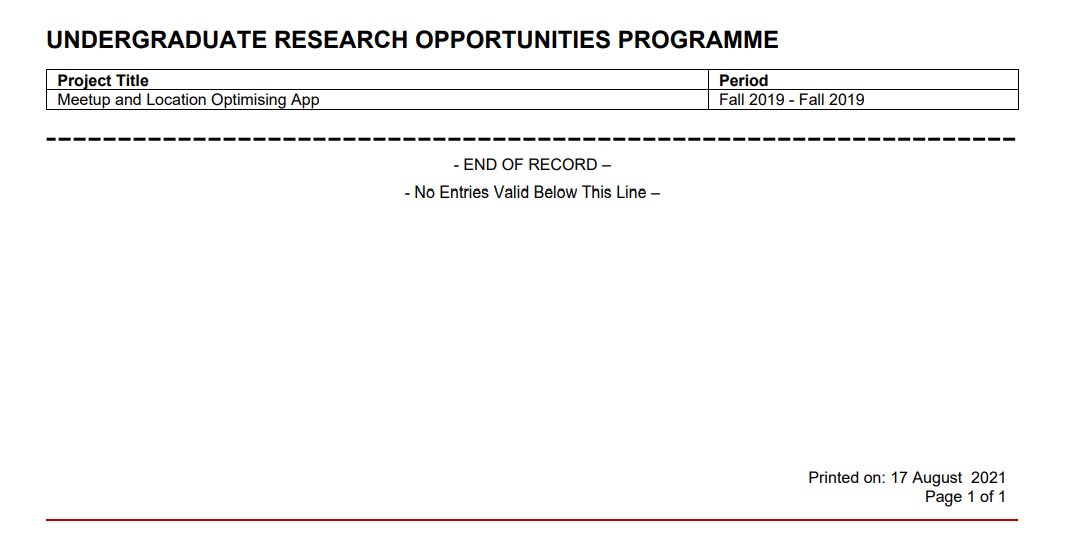 UNDERGRADUATE RESEARCH OPPORTUNITIES PROGRAMME
Project Title Period
Meetup and Location Optimising App Fall 2019 - Fall 2019
- END OF RECORD –
- No Entries Valid Below This Line –
Printed on: 17 August  2021
Page 1 of 1